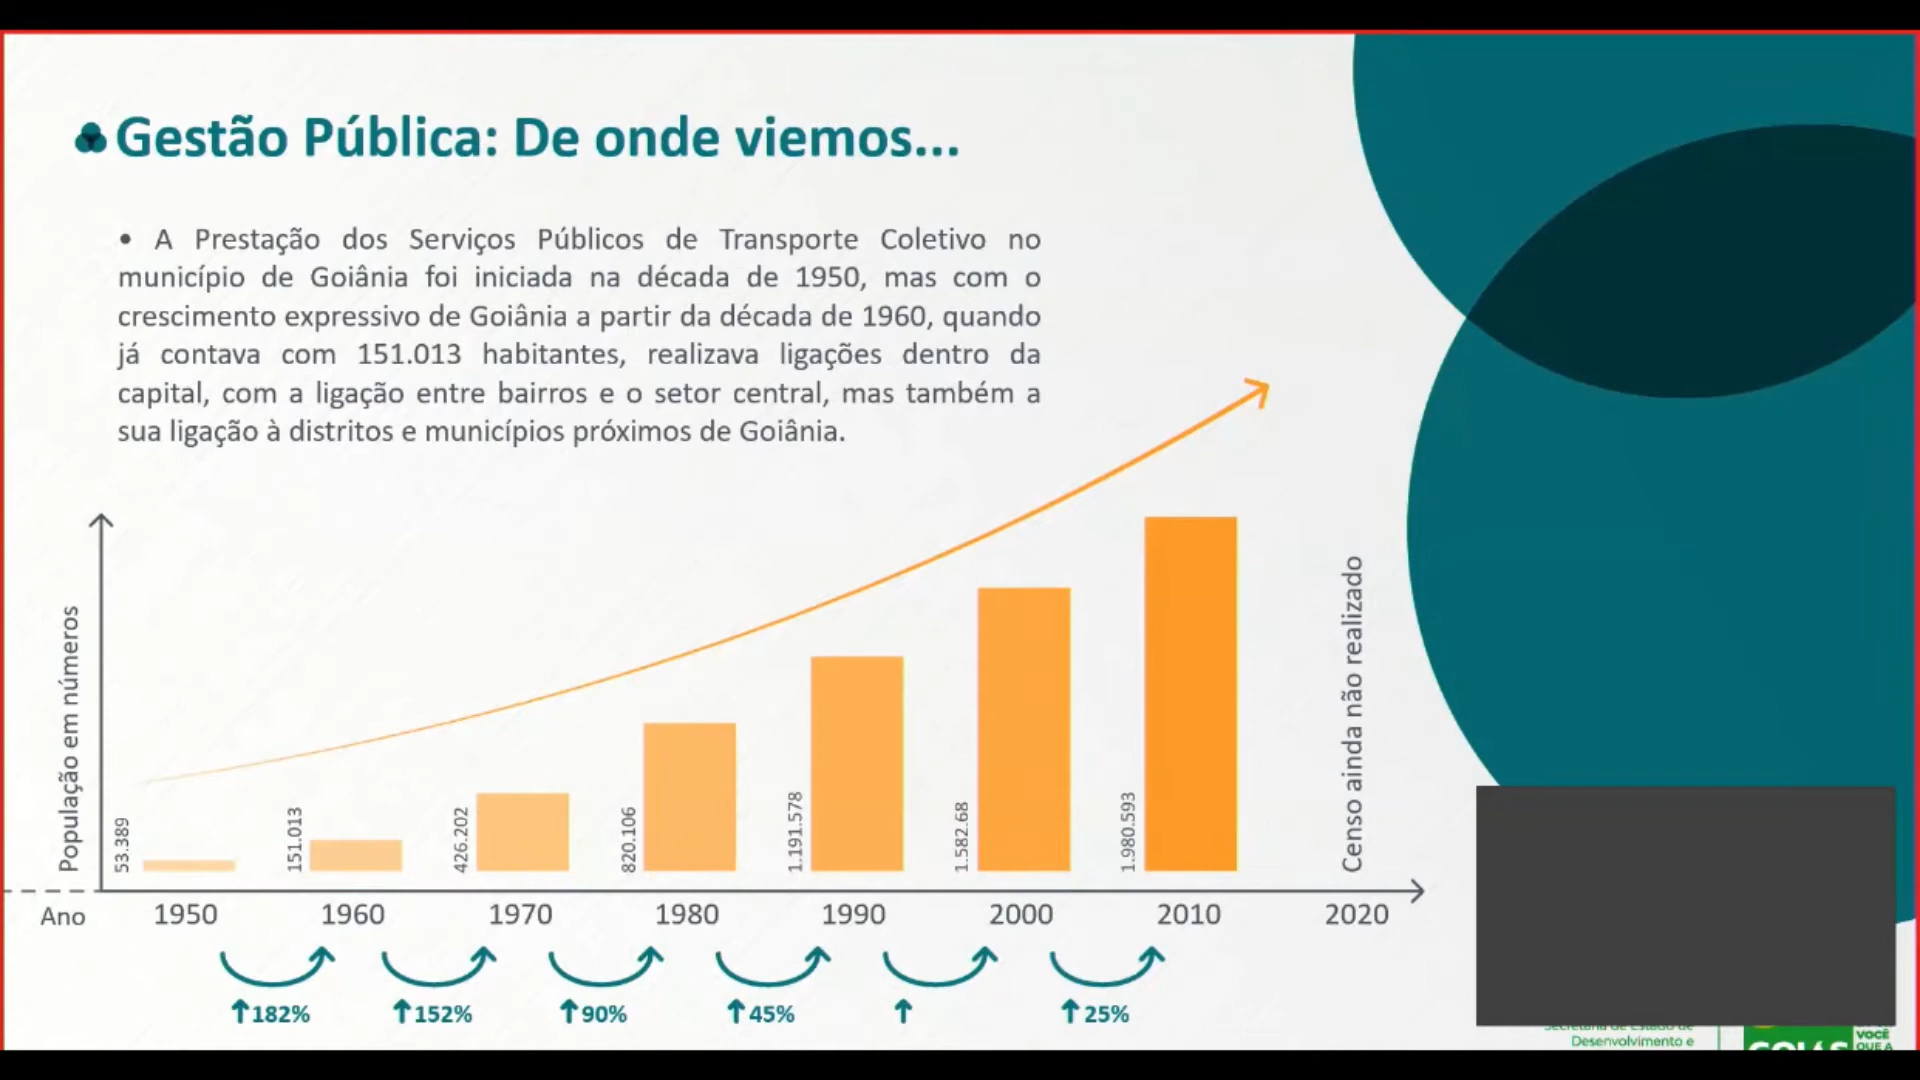 Gestão Pública: De onde viemos...
• A Prestação dos Serviços Públicos de Transporte Coletivo no
município de Goiânia foi iniciada na década de 1950, mas com o
crescimento expressivo de Goiânia a partir da década de 1960, quando
já contava com 151.013 habitantes, realizava ligações dentro da
capital, com a ligação entre bairros e o setor central, mas também a
sua ligação à distritos e municípios próximos de Goiânia.
População em números
53.389
151.013
426.202
820.106
1.191.578
1.582.68
1.980.593
Censo ainda não realizado
Ano 1950 1960 1970 1980 1990 2000 2010 2020
↑182% ↑152% ↑90% ↑45% ↑ ↑25%
Secretaria de Estado de
Desenvolvimento e
GOIÁS
VOCÊ
QUE A